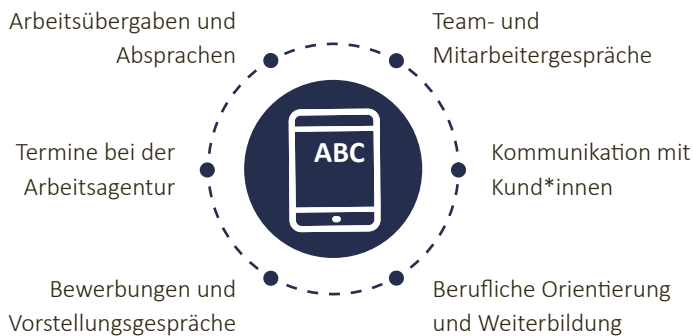 Arbeitsübergaben und
Absprachen
Team- und
Mitarbeitergespräche
Termine bei der
Arbeitsagentur
ABC
Kommunikation mit
Kund*innen
Bewerbungen und
Vorstellungsgespräche
Berufliche Orientierung
und Weiterbildung